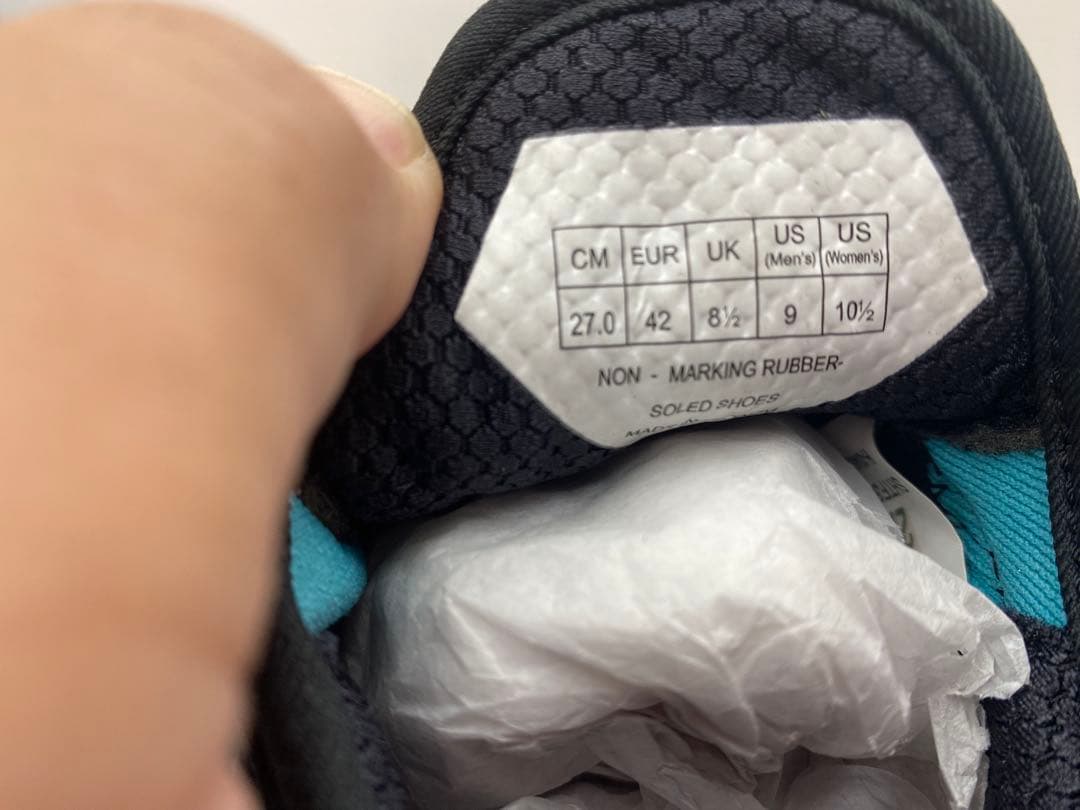 CM EUR UK US (Men's) US (Women's)
27.0 42 8½ 9 10½
NON - MARKING RUBBER-
SOLED SHOES